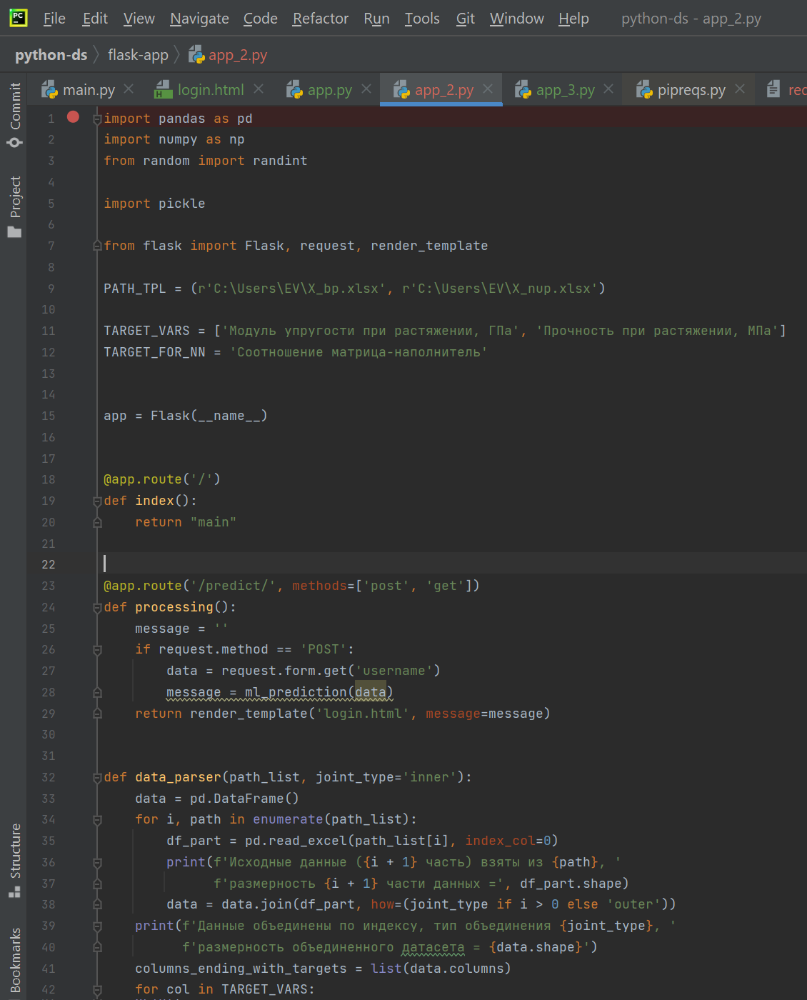 PC File Edit View Navigate Code Refactor Run Tools Git Window Help python-ds - app_2.py
python-ds flask-app app_2.py
main.py login.html app.py app_2.py app_3.py pipreqs.py rec
Commit
Project
Structure
Bookmarks
1 import pandas as pd
2 import numpy as np
3 from random import randint
4
5 import pickle
6
7 from flask import Flask, request, render_template
8
9 PATH_TPL = (r'C:\Users\EV\X_bp.xlsx', r'C:\Users\EV\X_nup.xlsx')
10
11 TARGET_VARS = ['Модуль упругости при растяжении, ГПа', 'Прочность при растяжении, МПа']
12 TARGET_FOR_NN = 'Соотношение матрица-наполнитель'
13
14
15 app = Flask(__name__)
16
17
18 @app.route('/')
19 def index():
20     return "main"
21
22
23 @app.route('/predict/', methods=['post', 'get'])
24 def processing():
25     message = ''
26     if request.method == 'POST':
27         data = request.form.get('username')
28         message = ml_prediction(data)
29     return render_template('login.html', message=message)
30
31
32 def data_parser(path_list, joint_type='inner'):
33     data = pd.DataFrame()
34     for i, path in enumerate(path_list):
35         df_part = pd.read_excel(path_list[i], index_col=0)
36         print(f'Исходные данные ({i + 1} часть) взяты из {path}, '
37               f'размерность {i + 1} части данных =', df_part.shape)
38         data = data.join(df_part, how=(joint_type if i > 0 else 'outer'))
39     print(f'Данные объединены по индексу, тип объединения {joint_type}, '
40           f'размерность объединенного датасета = {data.shape}')
41     columns_ending_with_targets = list(data.columns)
42     for col in TARGET_VARS: